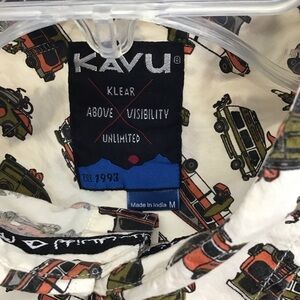 KAVU®
KLEAR
ABOVE VISIBILITY
UNLIMITED
EST. 1993
Made in India M